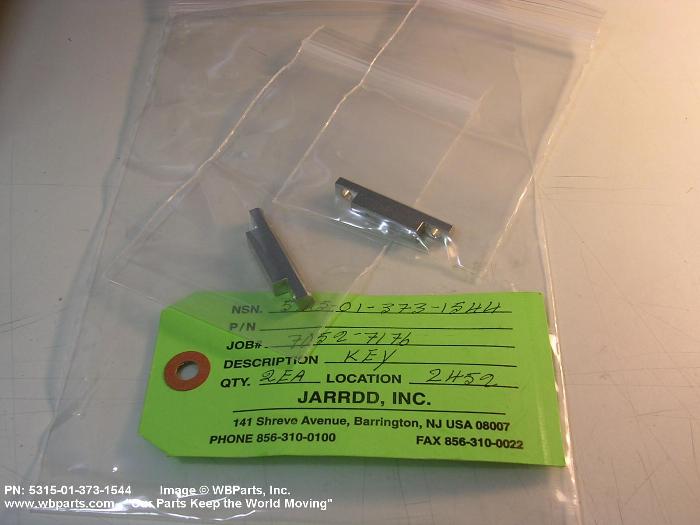 NSN. 5315-01-373-1544
P/N
JOB# 7052-7176
DESCRIPTION KEY
QTY. 2EA LOCATION 2452
JARRDD, INC.
141 Shreve Avenue, Barrington, NJ USA 08007
PHONE 856-310-0100 FAX 856-310-0022
PN: 5315-01-373-1544 Image © WBParts, Inc.
www.wbparts.com - "Our Parts Keep the World Moving"